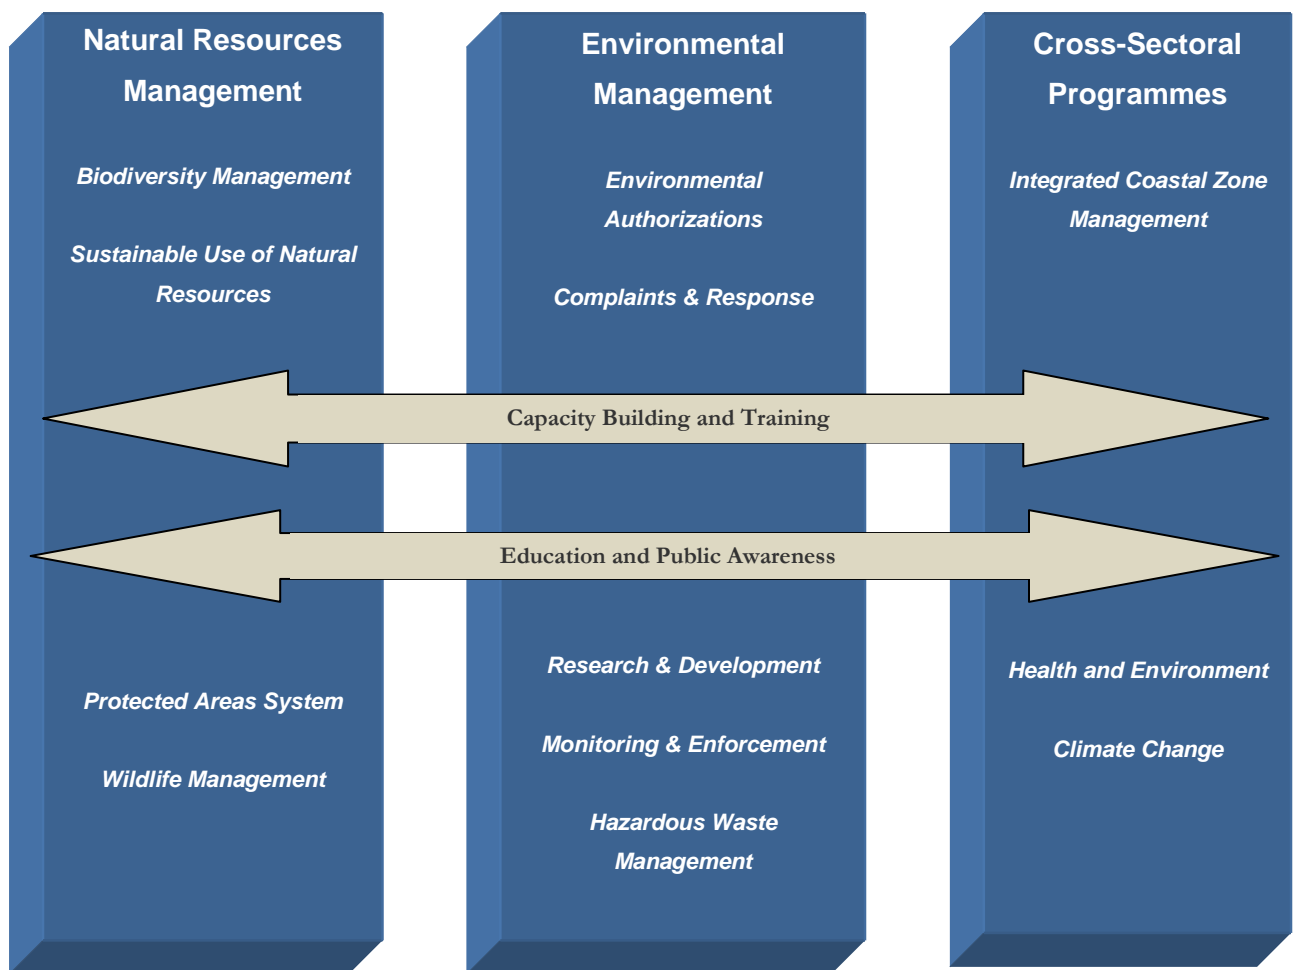 Natural Resources
Management
Biodiversity Management
Sustainable Use of Natural
Resources
Environmental
Management
Environmental
Authorizations
Complaints & Response
Cross-Sectoral
Programmes
Integrated Coastal Zone
Management
Capacity Building and Training
Education and Public Awareness
Protected Areas System
Wildlife Management
Research & Development
Monitoring & Enforcement
Hazardous Waste
Management
Health and Environment
Climate Change